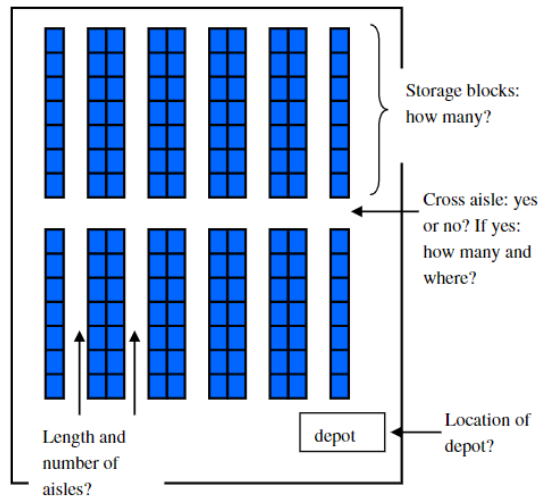 Storage blocks:
how many?
Cross aisle: yes
or no? If yes:
how many and
where?
Length and
number of
aisles?
depot
Location of
depot?